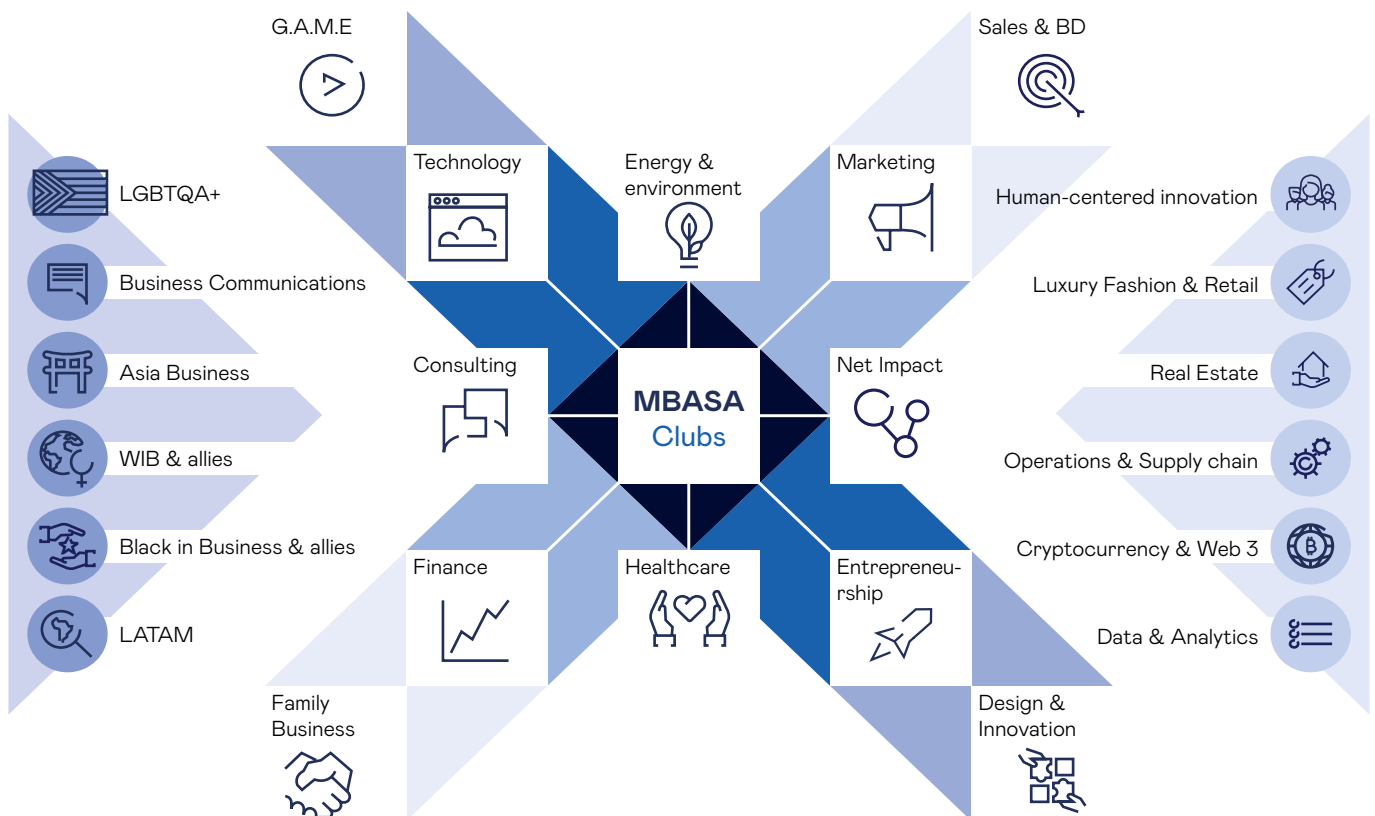 G.A.M.E
Sales & BD
Technology
Energy &
environment
Marketing
LGBTQA+
Human-centered innovation
Business Communications
Luxury Fashion & Retail
Consulting
Net Impact
Asia Business
Real Estate
MBASA
Clubs
WIB & allies
Operations & Supply chain
Black in Business & allies
Cryptocurrency & Web 3
Finance
Healthcare
Entrepreneu-
rship
LATAM
Data & Analytics
Family
Business
Design &
Innovation